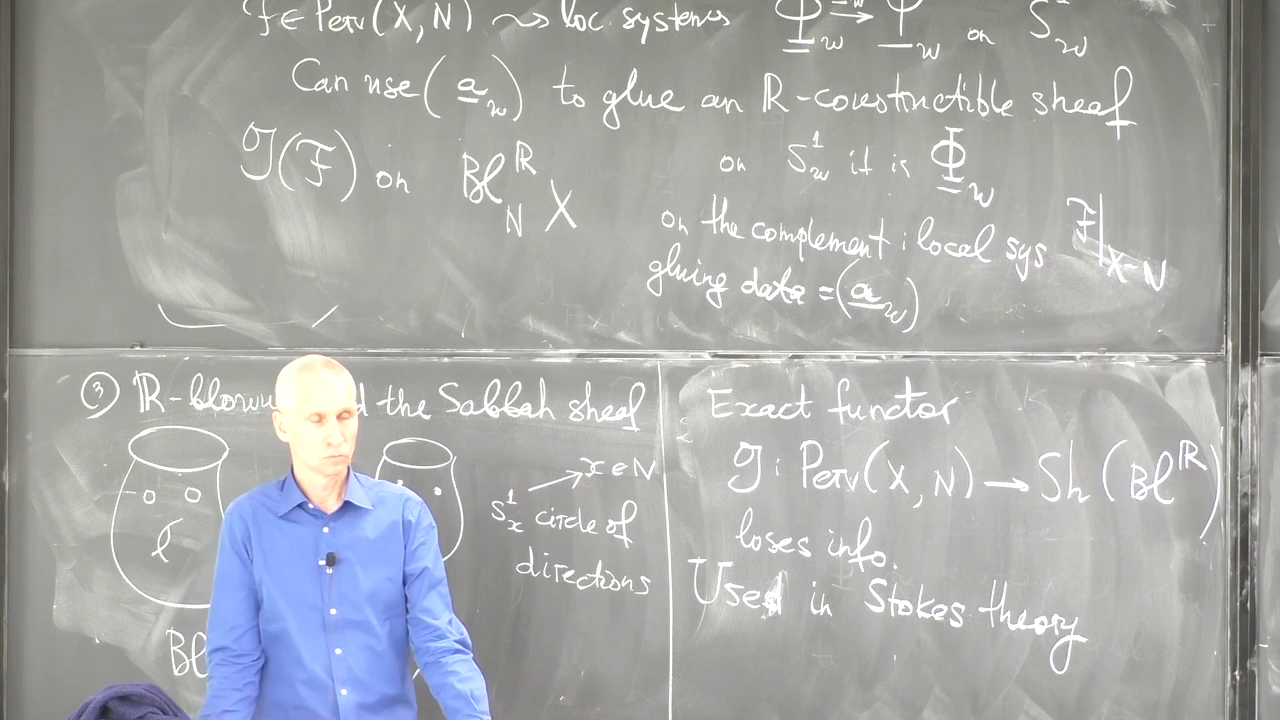 F ∈ Perv(X, N) ⇝ loc. systems Φ_w → Ψ_w on S¹_w
Can use (a_w) to glue an R-constructible sheaf
𝒥(F) on Bl^R_N X
on S¹_w it is Φ_w
on the complement : local sys F|_{X-N}
gluing data = (a_w)
③ R-blown the Sabbah sheaf
S¹_x → x ∈ N
circle of
directions
Bl
Exact functor
𝒥 : Perv(X, N) → Sh (Bl^R)
loses info.
Used in Stokes theory